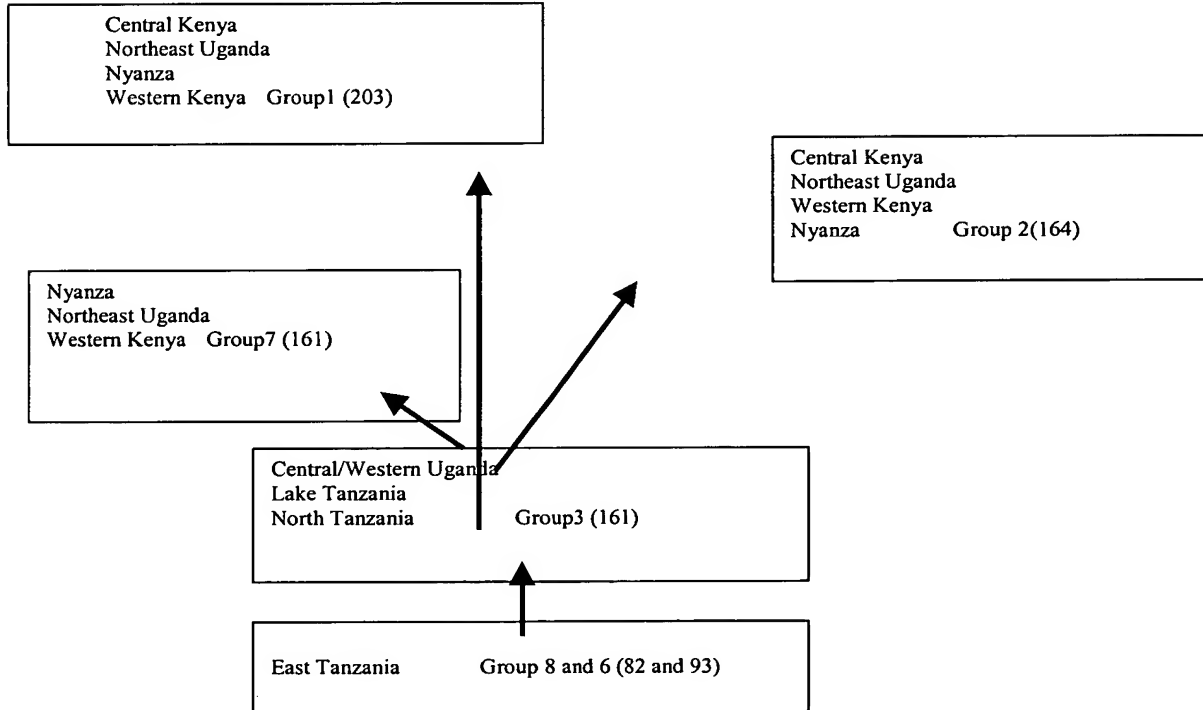 Central Kenya
Northeast Uganda
Nyanza
Western Kenya Group1 (203)
Central Kenya
Northeast Uganda
Western Kenya
Nyanza Group 2(164)
Nyanza
Northeast Uganda
Western Kenya Group7 (161)
Central/Western Uganda
Lake Tanzania
North Tanzania Group3 (161)
East Tanzania Group 8 and 6 (82 and 93)